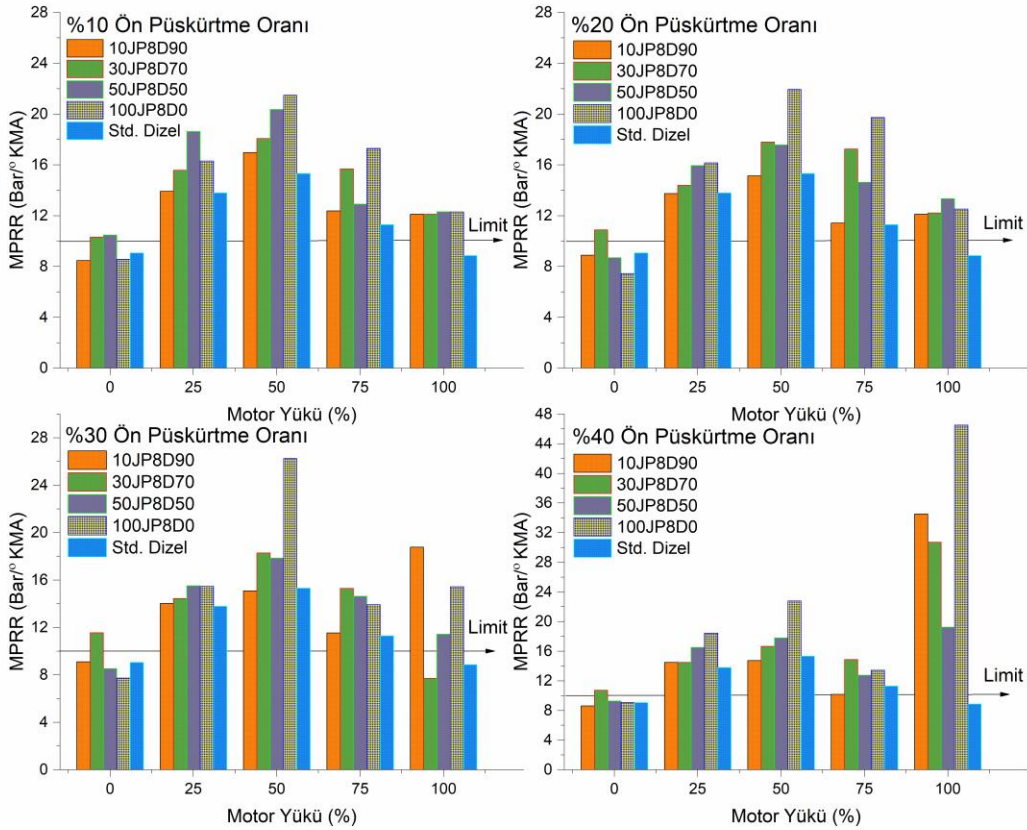 %10 Ön Püskürtme Oranı
10JP8D90
30JP8D70
50JP8D50
100JP8D0
Std. Dizel
Limit
MPRR (Bar/º KMA)
28
24
20
16
12
8
4
0
0
25
50
75
100
Motor Yükü (%)
%20 Ön Püskürtme Oranı
10JP8D90
30JP8D70
50JP8D50
100JP8D0
Std. Dizel
Limit
MPRR (Bar/º KMA)
28
24
20
16
12
8
4
0
0
25
50
75
100
Motor Yükü (%)
%30 Ön Püskürtme Oranı
10JP8D90
30JP8D70
50JP8D50
100JP8D0
Std. Dizel
Limit
MPRR (Bar/º KMA)
28
24
20
16
12
8
4
0
0
25
50
75
100
Motor Yükü (%)
%40 Ön Püskürtme Oranı
10JP8D90
30JP8D70
50JP8D50
100JP8D0
Std. Dizel
Limit
MPRR (Bar/º KMA)
48
44
40
36
32
28
24
20
16
12
8
4
0
0
25
50
75
100
Motor Yükü (%)